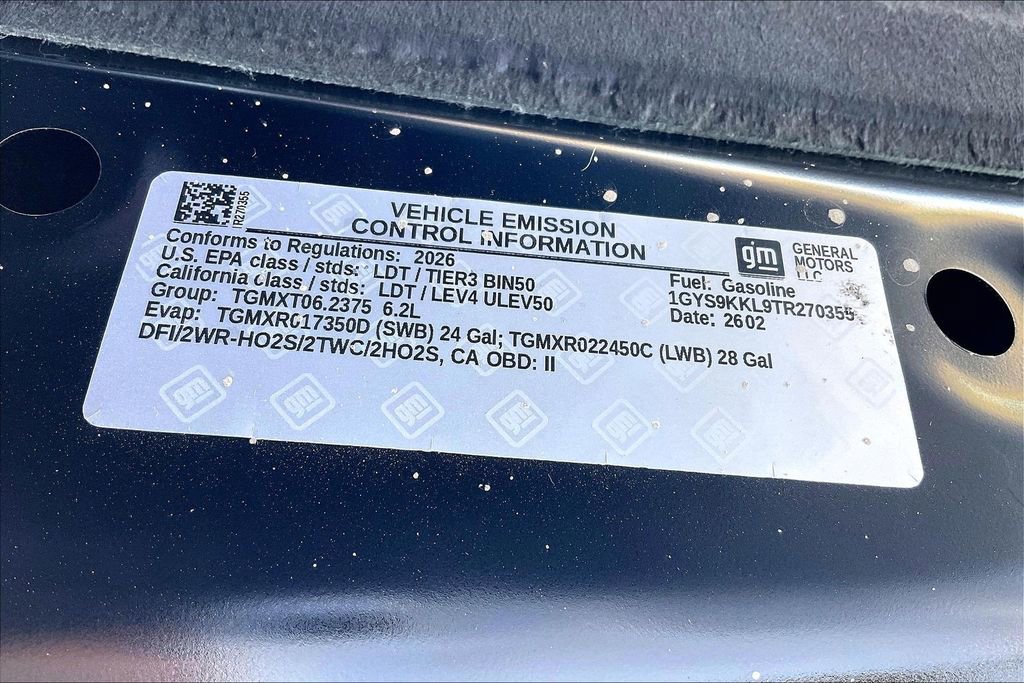 TR270355
VEHICLE EMISSION
CONTROL INFORMATION
gm
GENERAL
MOTORS
LLC
Conforms to Regulations: 2026
U.S. EPA class / stds: LDT / TIER3 BIN50
California class / stds: LDT / LEV4 ULEV50
Group: TGMXT06.2375 6.2L
Evap: TGMXR017350D (SWB) 24 Gal; TGMXR022450C (LWB) 28 Gal
DFI/2WR-HO2S/2TWC/2HO2S, CA OBD: II
Fuel: Gasoline
1GYS9KKL9TR270355
Date: 2602